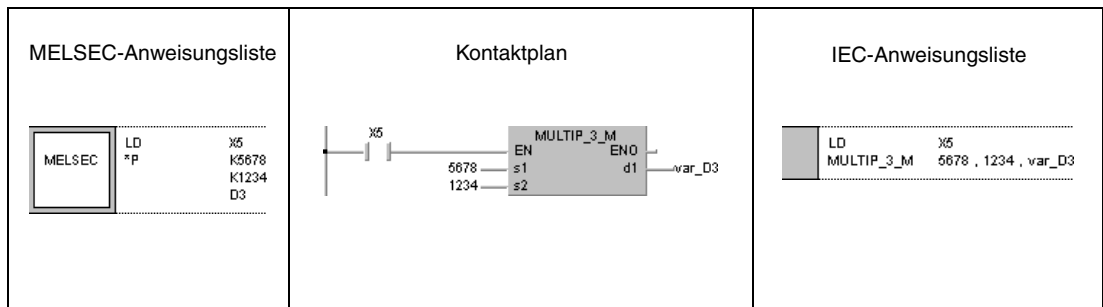 MELSEC-Anweisungsliste
MELSEC
LD X5
*P K5678
K1234
D3
Kontaktplan
X5
MULTIP_3_M
EN ENO
5678 s1 d1 var_D3
1234 s2
IEC-Anweisungsliste
LD X5
MULTIP_3_M 5678 , 1234 , var_D3